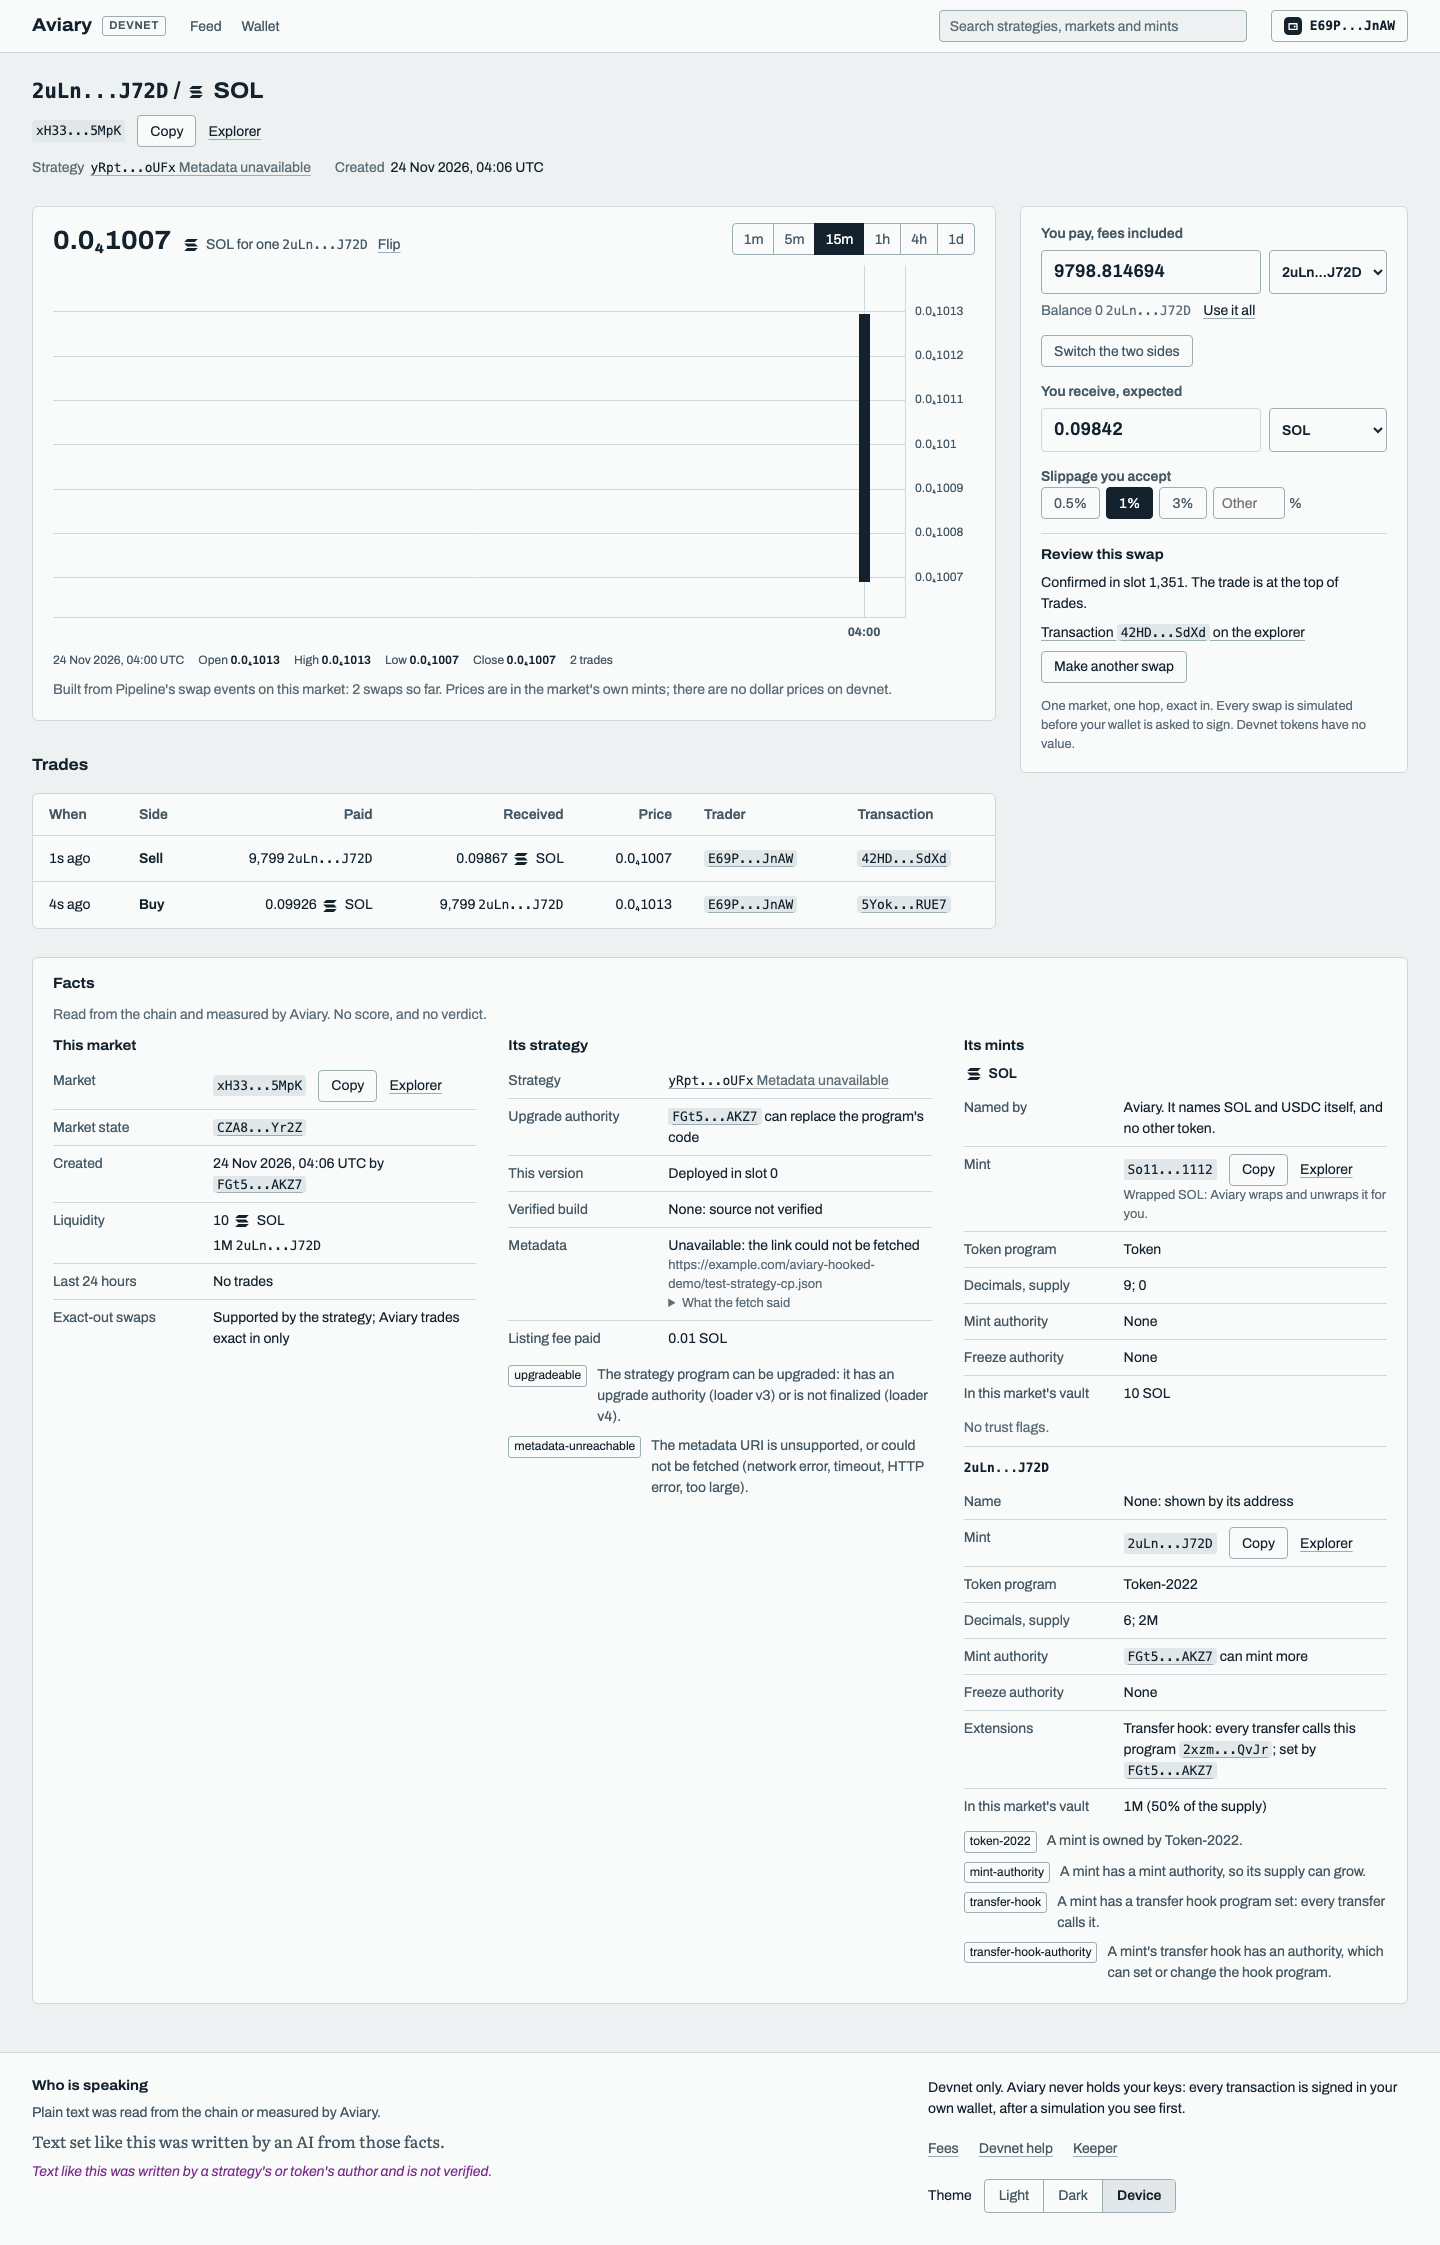 Aviary DEVNET Feed Wallet Search strategies, markets and mints E69P...JnAW
2uLn...J72D / SOL
xH33...5MpK Copy Explorer
Strategy yRpt...oUFx Metadata unavailable Created 24 Nov 2026, 04:06 UTC
0.0₄1007 SOL for one 2uLn...J72D Flip 1m 5m 15m 1h 4h 1d
0.0₄1013
0.0₄1012
0.0₄1011
0.0₄101
0.0₄1009
0.0₄1008
0.0₄1007
04:00
24 Nov 2026, 04:00 UTC Open 0.0₄1013 High 0.0₄1013 Low 0.0₄1007 Close 0.0₄1007 2 trades
Built from Pipeline's swap events on this market: 2 swaps so far. Prices are in the market's own mints; there are no dollar prices on devnet.
You pay, fees included
9798.814694 2uLn...J72D
Balance 0 2uLn...J72D Use it all
Switch the two sides
You receive, expected
0.09842 SOL
Slippage you accept
0.5% 1% 3% Other %
Review this swap
Confirmed in slot 1,351. The trade is at the top of
Trades.
Transaction 42HD...SdXd on the explorer
Make another swap
One market, one hop, exact in. Every swap is simulated
before your wallet is asked to sign. Devnet tokens have no
value.
Trades
When Side Paid Received Price Trader Transaction
1s ago Sell 9,799 2uLn...J72D 0.09867 SOL 0.0₄1007 E69P...JnAW 42HD...SdXd
4s ago Buy 0.09926 SOL 9,799 2uLn...J72D 0.0₄1013 E69P...JnAW 5Yok...RUE7
Facts
Read from the chain and measured by Aviary. No score, and no verdict.
This market
Market xH33...5MpK Copy Explorer
Market state CZA8...Yr2Z
Created 24 Nov 2026, 04:06 UTC by
FGt5...AKZ7
Liquidity 10 SOL
1M 2uLn...J72D
Last 24 hours No trades
Exact-out swaps Supported by the strategy; Aviary trades
exact in only
Its strategy
Strategy yRpt...oUFx Metadata unavailable
Upgrade authority FGt5...AKZ7 can replace the program's
code
This version Deployed in slot 0
Verified build None: source not verified
Metadata Unavailable: the link could not be fetched
https://example.com/aviary-hooked-
demo/test-strategy-cp.json
▶ What the fetch said
Listing fee paid 0.01 SOL
upgradeable The strategy program can be upgraded: it has an
upgrade authority (loader v3) or is not finalized (loader
v4).
metadata-unreachable The metadata URI is unsupported, or could
not be fetched (network error, timeout, HTTP
error, too large).
Its mints
SOL
Named by Aviary. It names SOL and USDC itself, and
no other token.
Mint So11...1112 Copy Explorer
Wrapped SOL: Aviary wraps and unwraps it for
you.
Token program Token
Decimals, supply 9; 0
Mint authority None
Freeze authority None
In this market's vault 10 SOL
No trust flags.
2uLn...J72D
Name None: shown by its address
Mint 2uLn...J72D Copy Explorer
Token program Token-2022
Decimals, supply 6; 2M
Mint authority FGt5...AKZ7 can mint more
Freeze authority None
Extensions Transfer hook: every transfer calls this
program 2xzm...QvJr; set by
FGt5...AKZ7
In this market's vault 1M (50% of the supply)
token-2022 A mint is owned by Token-2022.
mint-authority A mint has a mint authority, so its supply can grow.
transfer-hook A mint has a transfer hook program set: every transfer
calls it.
transfer-hook-authority A mint's transfer hook has an authority, which
can set or change the hook program.
Who is speaking
Plain text was read from the chain or measured by Aviary.
Text set like this was written by an AI from those facts.
Text like this was written by a strategy's or token's author and is not verified.
Devnet only. Aviary never holds your keys: every transaction is signed in your
own wallet, after a simulation you see first.
Fees Devnet help Keeper
Theme Light Dark Device